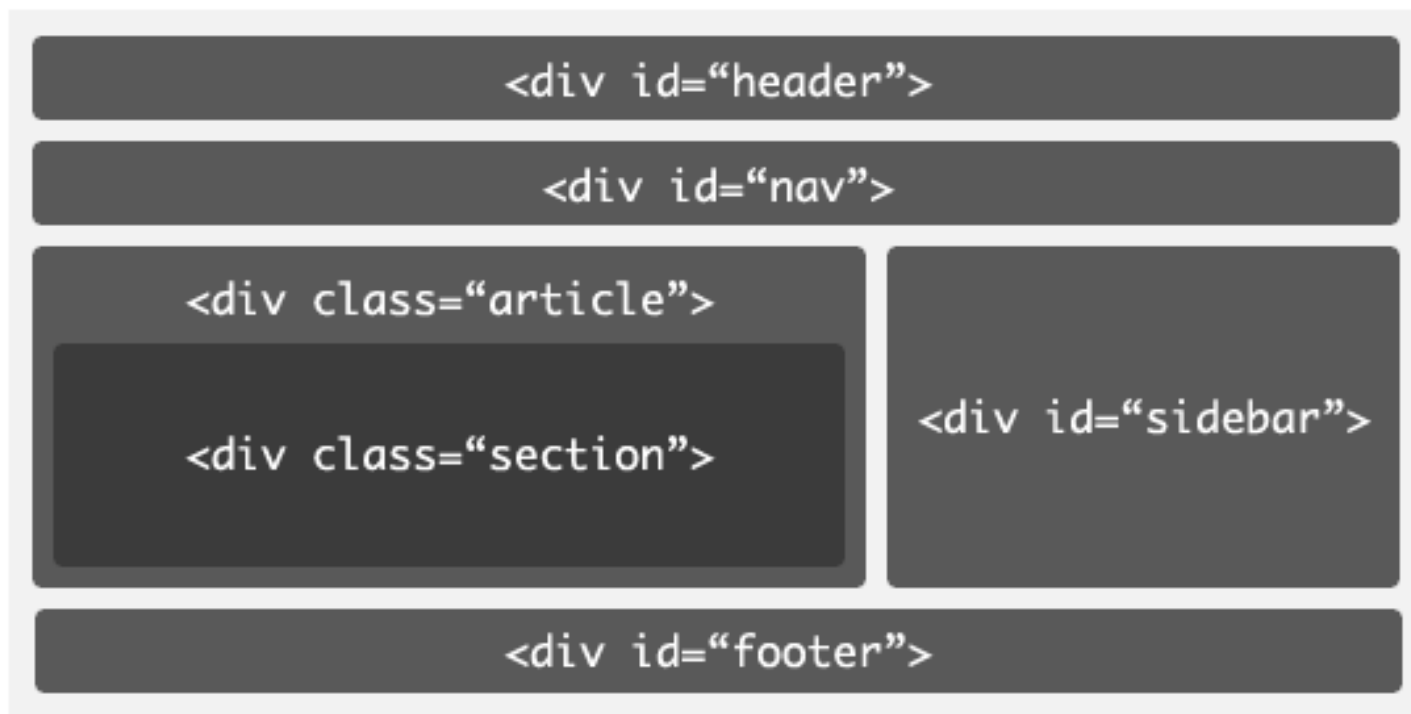 <div id=“header”>
<div id=“nav”>
<div class=“article”>
<div class=“section”>
<div id=“sidebar”>
<div id=“footer”>